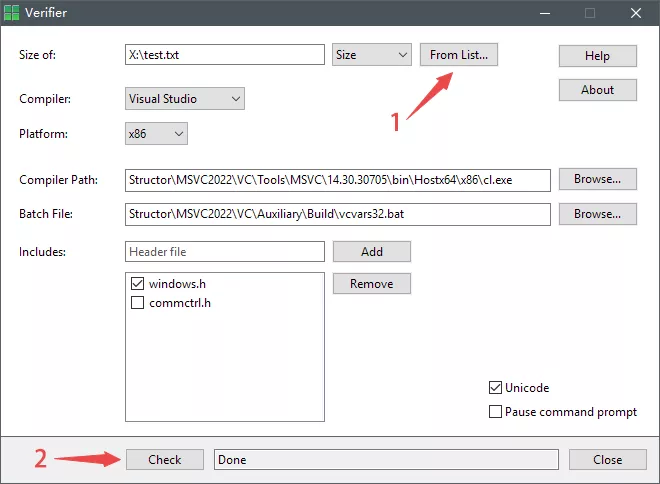 Verifier
Size of: X:\test.txt Size From List... Help
1
About
Compiler: Visual Studio
Platform: x86
Compiler Path: Structor\MSVC2022\VC\Tools\MSVC\14.30.30705\bin\Hostx64\x86\cl.exe Browse...
Batch File: Structor\MSVC2022\VC\Auxiliary\Build\vcvars32.bat Browse...
Includes: Header file Add
windows.h Remove
commctrl.h
Unicode
Pause command prompt
2 Check Done Close